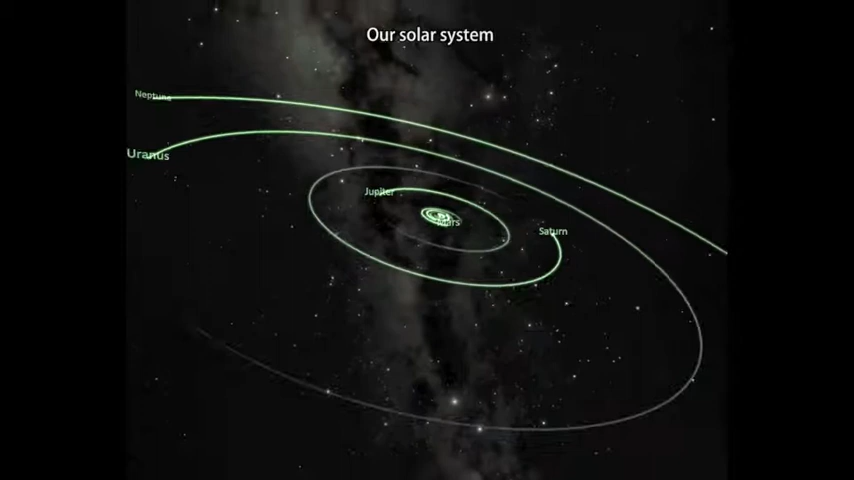 Our solar system
Neptune
Uranus
Jupiter
Mars
Saturn